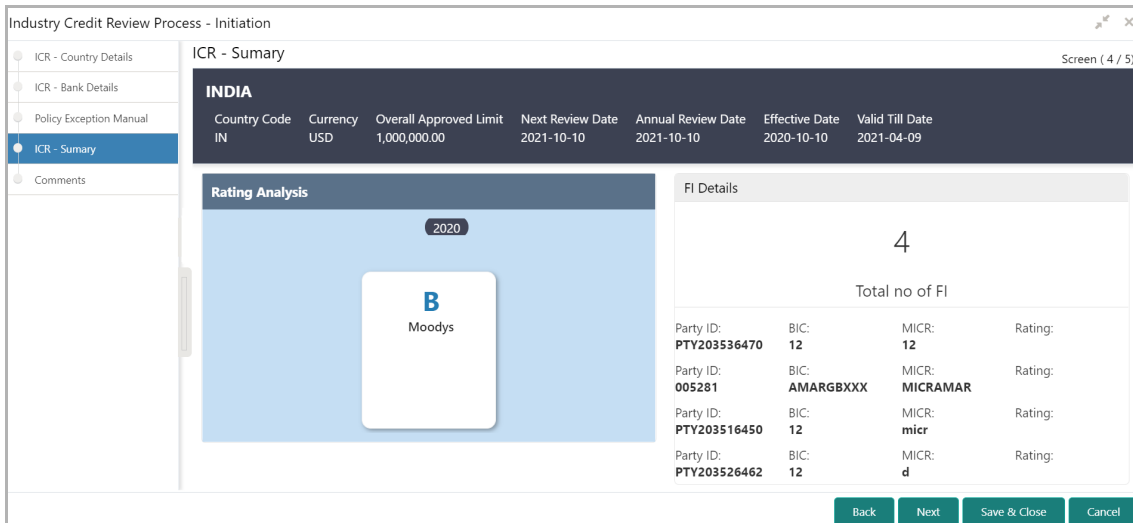 Industry Credit Review Process - Initiation
ICR - Country Details
ICR - Bank Details
Policy Exception Manual
ICR - Sumary
Comments
ICR - Sumary
Screen ( 4 / 5)
INDIA
Country Code Currency Overall Approved Limit Next Review Date Annual Review Date Effective Date Valid Till Date
IN USD 1,000,000.00 2021-10-10 2021-10-10 2020-10-10 2021-04-09
Rating Analysis
2020
B
Moodys
FI Details
4
Total no of FI
Party ID: BIC: MICR: Rating:
PTY203536470 12 12
Party ID: BIC: MICR: Rating:
005281 AMARGBXXX MICRAMAR
Party ID: BIC: MICR: Rating:
PTY203516450 12 micr
Party ID: BIC: MICR: Rating:
PTY203526462 12 d
Back Next Save & Close Cancel